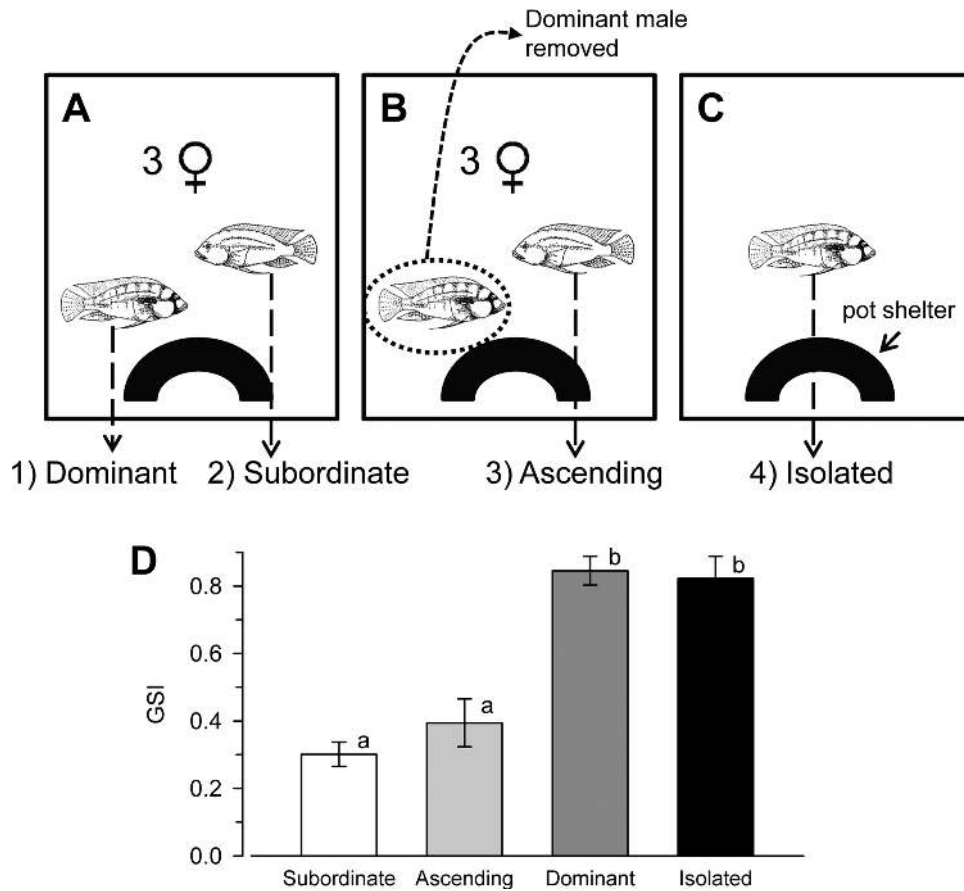 Dominant male
removed
A
B
C
3 ♀
3 ♀
pot shelter
1) Dominant
2) Subordinate
3) Ascending
4) Isolated
D
GSI
0.8
0.6
0.4
0.2
0.0
a
a
b
b
Subordinate
Ascending
Dominant
Isolated